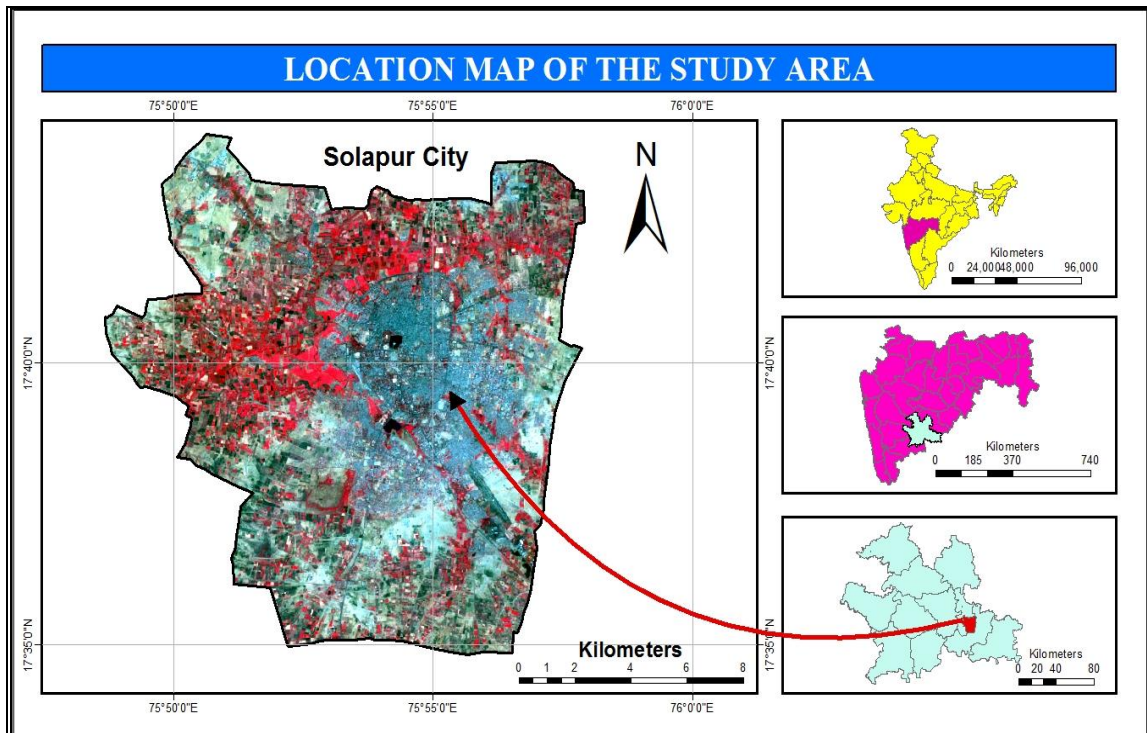 LOCATION MAP OF THE STUDY AREA
75°50'0"E 75°55'0"E 76°0'0"E
Solapur City
N
17°40'0"N 17°40'0"N
17°35'0"N 17°35'0"N
Kilometers
0 1 2 4 6 8
75°50'0"E 75°55'0"E 76°0'0"E
Kilometers
0 24,00048,000 96,000
Kilometers
0 185 370 740
Kilometers
0 20 40 80